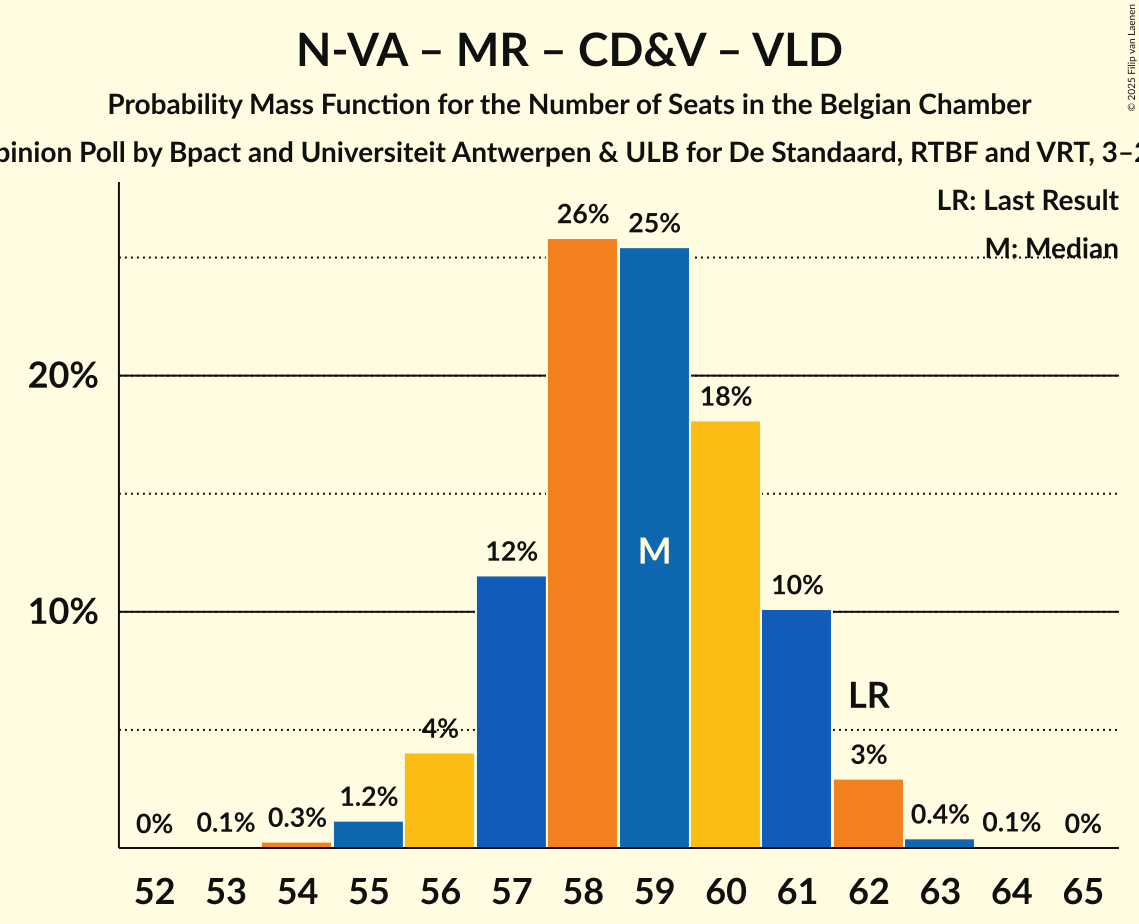 N-VA – MR – CD&V – VLD
Probability Mass Function for the Number of Seats in the Belgian Chamber
Poll by Bpact and Universiteit Antwerpen & ULB for De Standaard, RTBF and VRT,
© 2025 Filip van Laenen
LR: Last Result
M: Median
26%
25%
20%
18%
M
12%
10%
10%
LR
4%
3%
1.2%
0%
0.1%
0.3%
0.4%
0.1%
0%
52 53 54 55 56 57 58 59 60 61 62 63 64 65